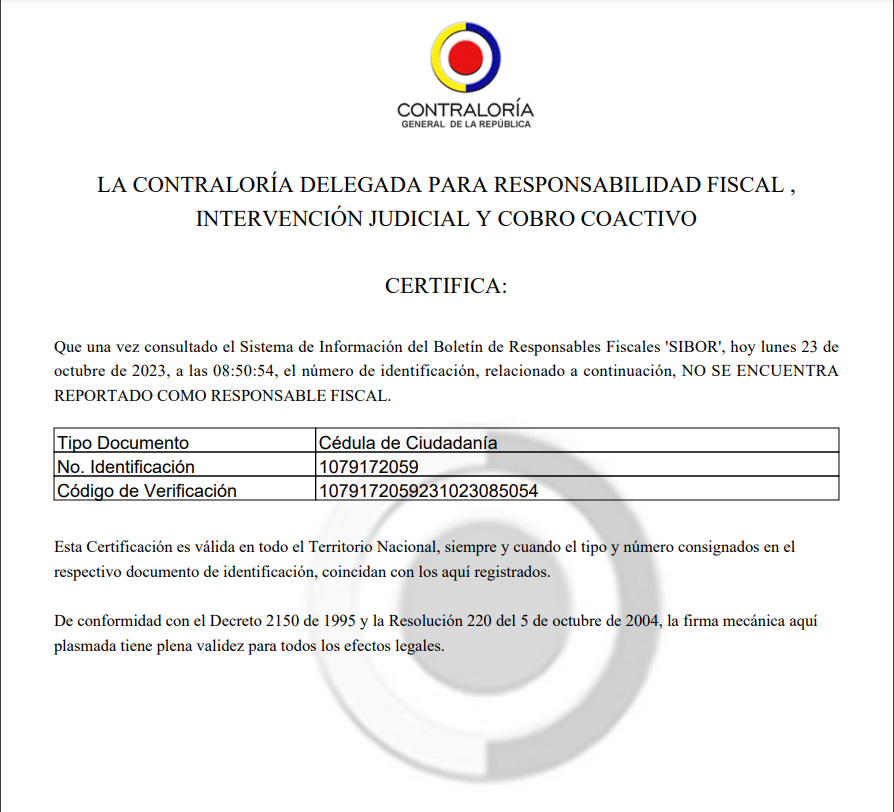 CONTRALORÍA
GENERAL DE LA REPÚBLICA
LA CONTRALORÍA DELEGADA PARA RESPONSABILIDAD FISCAL ,
INTERVENCIÓN JUDICIAL Y COBRO COACTIVO
CERTIFICA:
Que una vez consultado el Sistema de Información del Boletín de Responsables Fiscales 'SIBOR', hoy lunes 23 de
octubre de 2023, a las 08:50:54, el número de identificación, relacionado a continuación, NO SE ENCUENTRA
REPORTADO COMO RESPONSABLE FISCAL.
Tipo Documento Cédula de Ciudadanía
No. Identificación 1079172059
Código de Verificación 1079172059231023085054
Esta Certificación es válida en todo el Territorio Nacional, siempre y cuando el tipo y número consignados en el
respectivo documento de identificación, coincidan con los aquí registrados.
De conformidad con el Decreto 2150 de 1995 y la Resolución 220 del 5 de octubre de 2004, la firma mecánica aquí
plasmada tiene plena validez para todos los efectos legales.